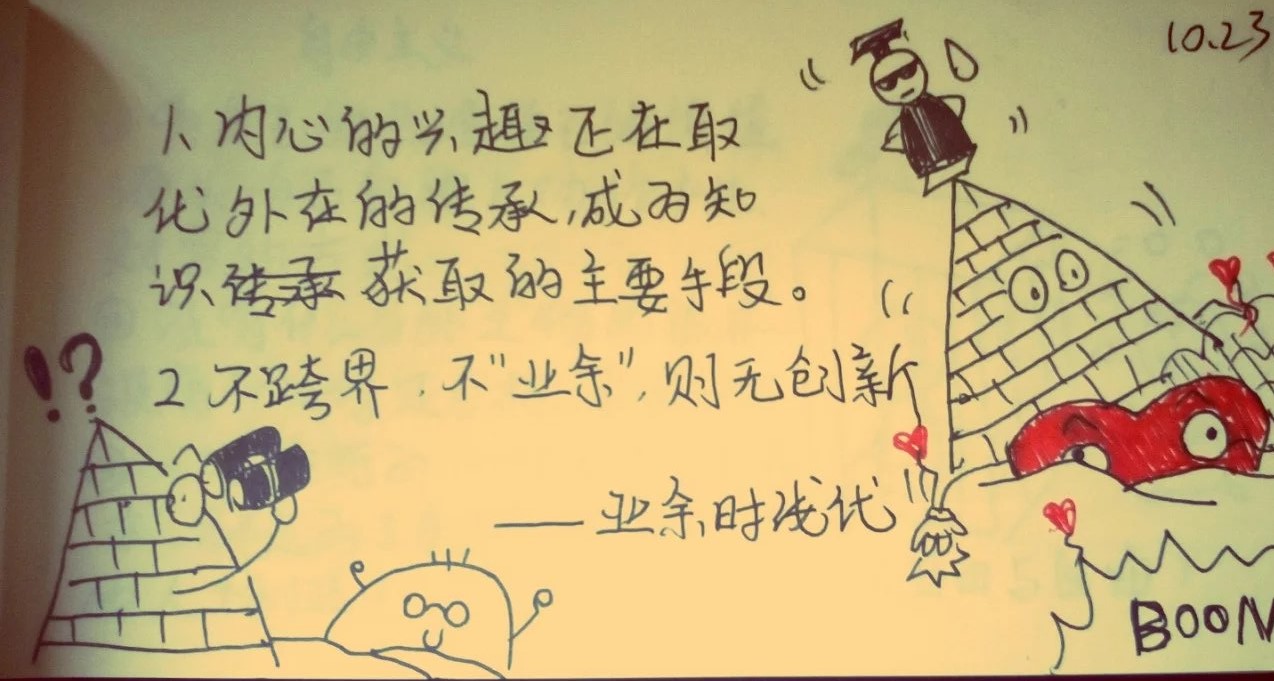 10.23
1、内心的兴趣正在取
代外在的传承,成为知
识传承获取的主要手段。
2 不跨界,不"业余",则无创新
——业余时代
!?
BOOM